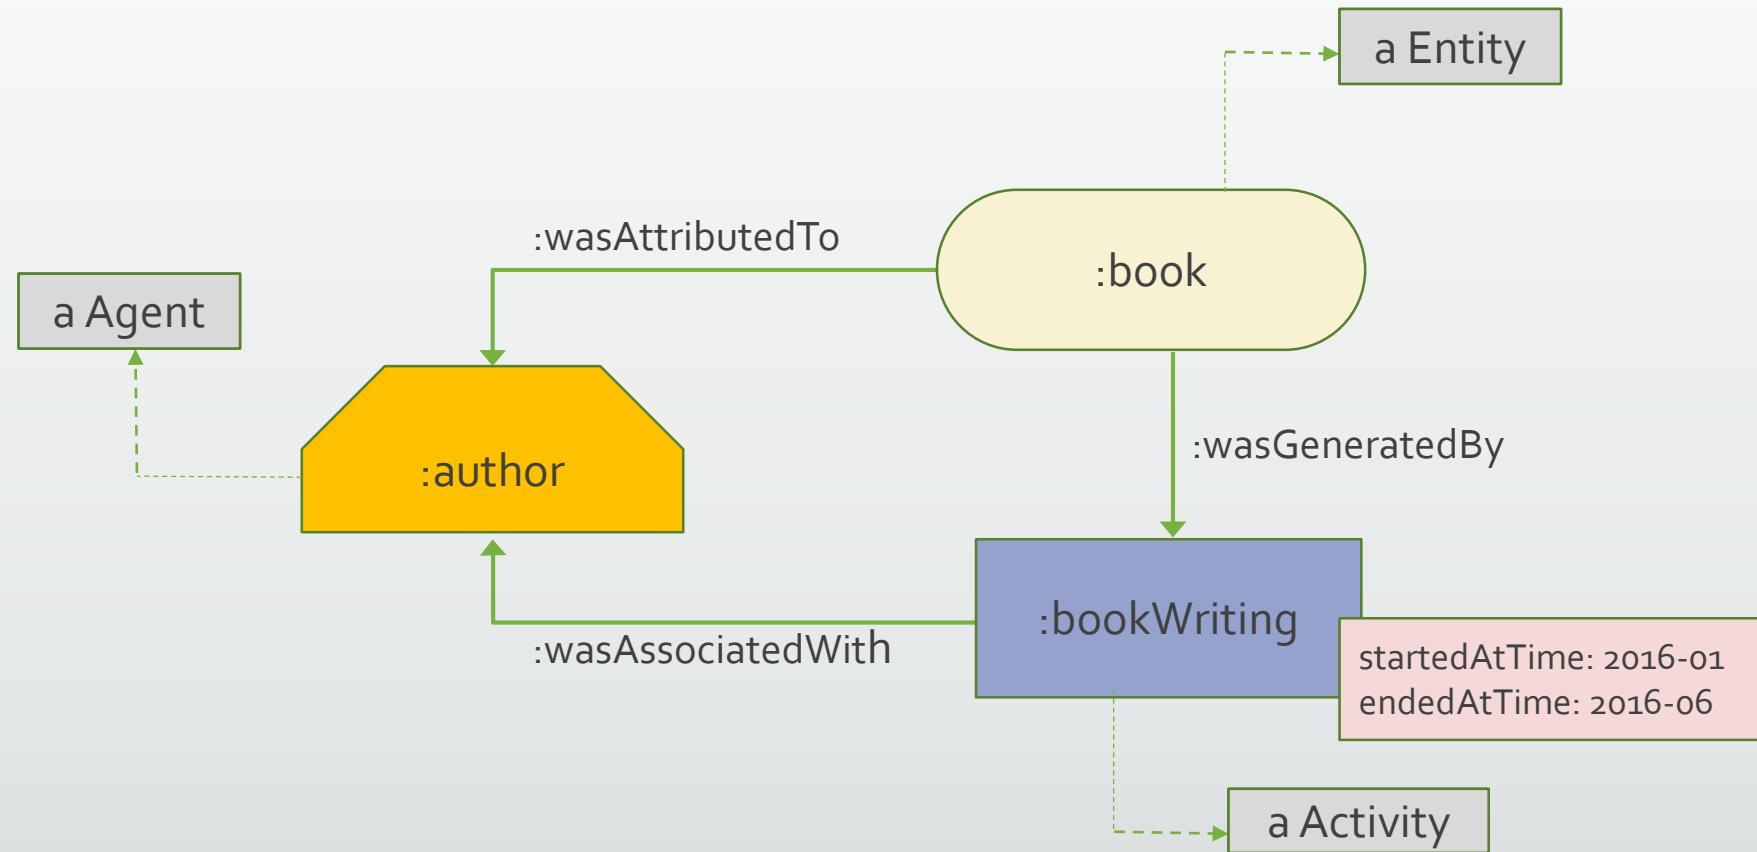 a Entity
:wasAttributedTo
:book
a Agent
:author
:wasGeneratedBy
:bookWriting
:wasAssociatedWith
startedAtTime: 2016-01
endedAtTime: 2016-06
a Activity